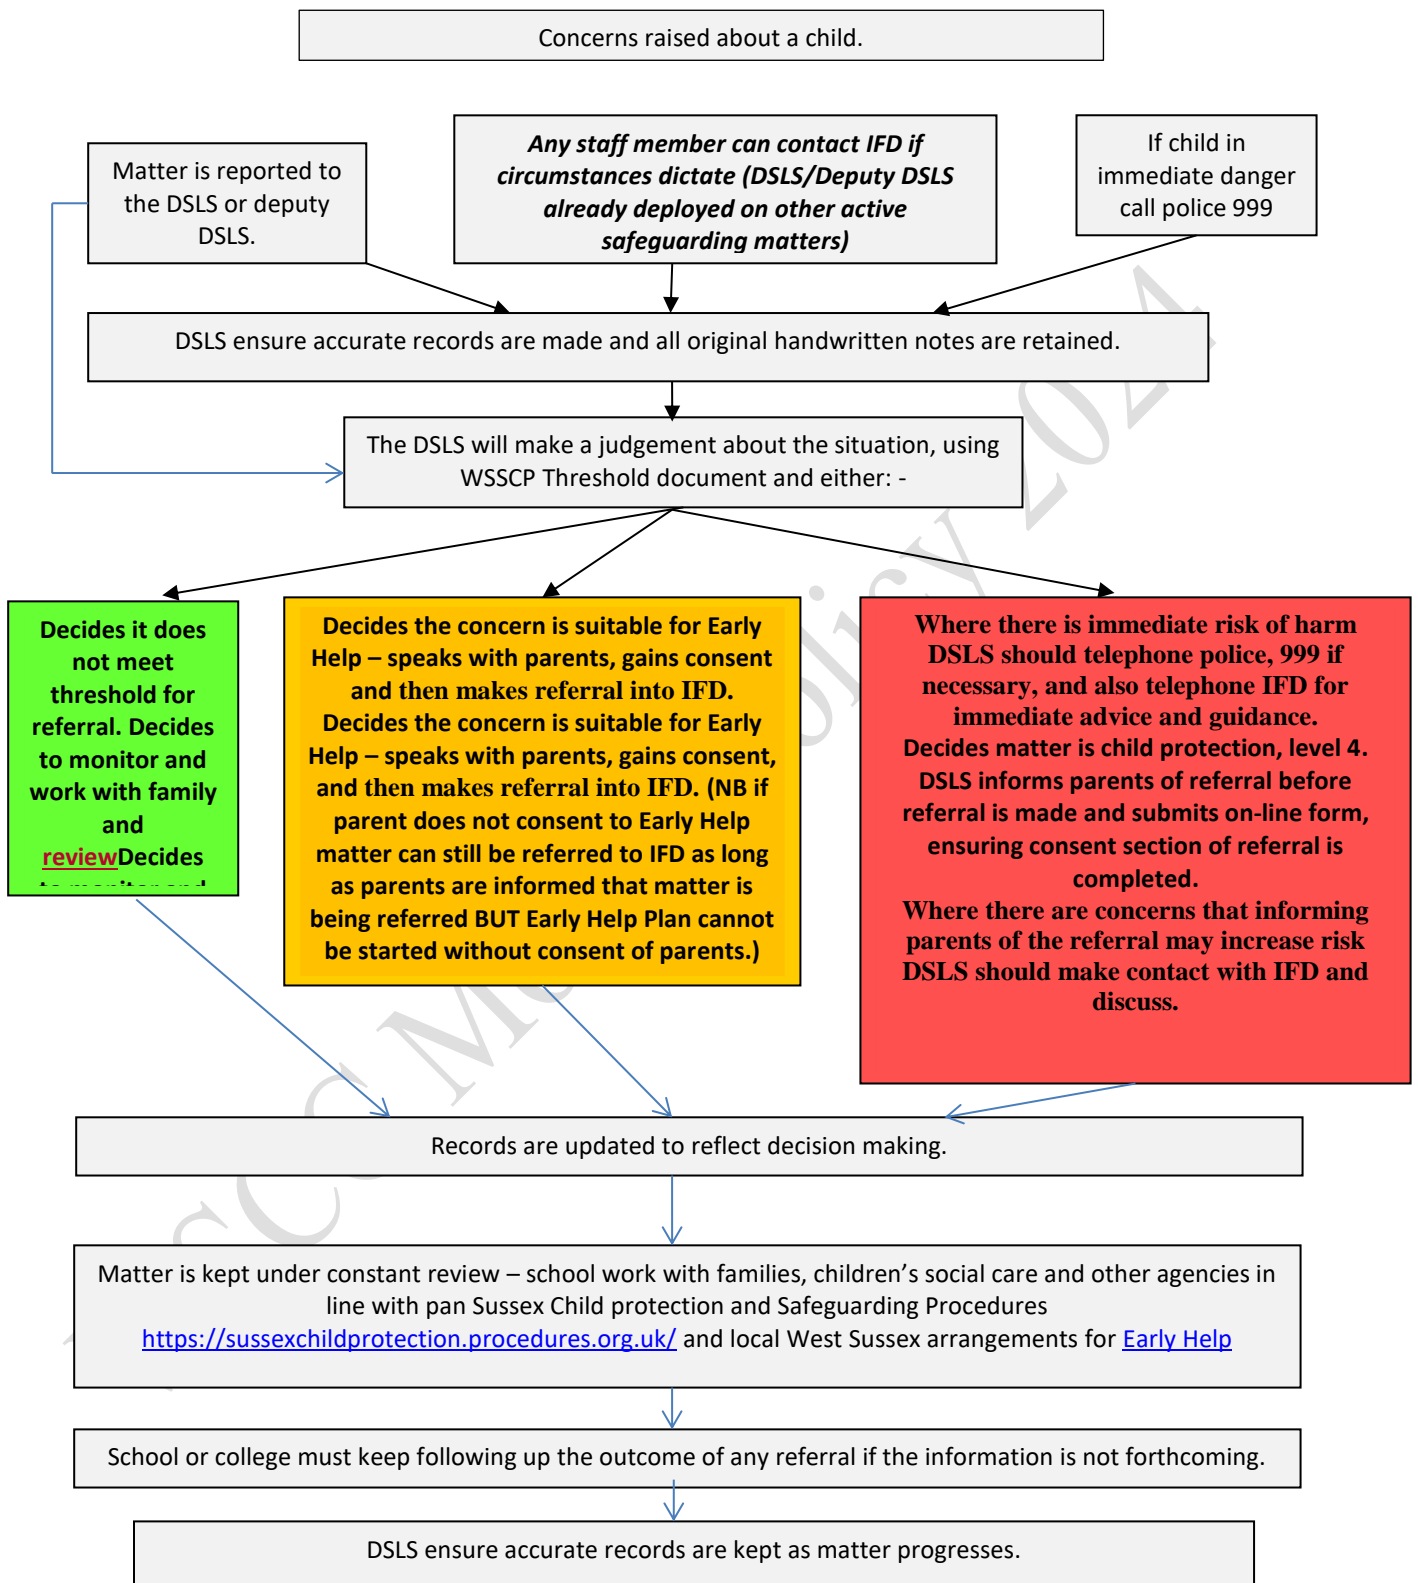 Concerns raised about a child.
Matter is reported to
the DSLS or deputy
DSLS.
Any staff member can contact IFD if
circumstances dictate (DSLS/Deputy DSLS
already deployed on other active
safeguarding matters)
If child in
immediate danger
call police 999
DSLS ensure accurate records are made and all original handwritten notes are retained.
The DSLS will make a judgement about the situation, using
WSSCP Threshold document and either: -
Decides it does
not meet
threshold for
referral. Decides
to monitor and
work with family
and
reviewDecides
to monitor and
Decides the concern is suitable for Early
Help – speaks with parents, gains consent
and then makes referral into IFD.
Decides the concern is suitable for Early
Help – speaks with parents, gains consent,
and then makes referral into IFD. (NB if
parent does not consent to Early Help
matter can still be referred to IFD as long
as parents are informed that matter is
being referred BUT Early Help Plan cannot
be started without consent of parents.)
Where there is immediate risk of harm
DSLS should telephone police, 999 if
necessary, and also telephone IFD for
immediate advice and guidance.
Decides matter is child protection, level 4.
DSLS informs parents of referral before
referral is made and submits on-line form,
ensuring consent section of referral is
completed.
Where there are concerns that informing
parents of the referral may increase risk
DSLS should make contact with IFD and
discuss.
Records are updated to reflect decision making.
Matter is kept under constant review – school work with families, children's social care and other agencies in
line with pan Sussex Child protection and Safeguarding Procedures
https://sussexchildprotection.procedures.org.uk/ and local West Sussex arrangements for Early Help
School or college must keep following up the outcome of any referral if the information is not forthcoming.
DSLS ensure accurate records are kept as matter progresses.